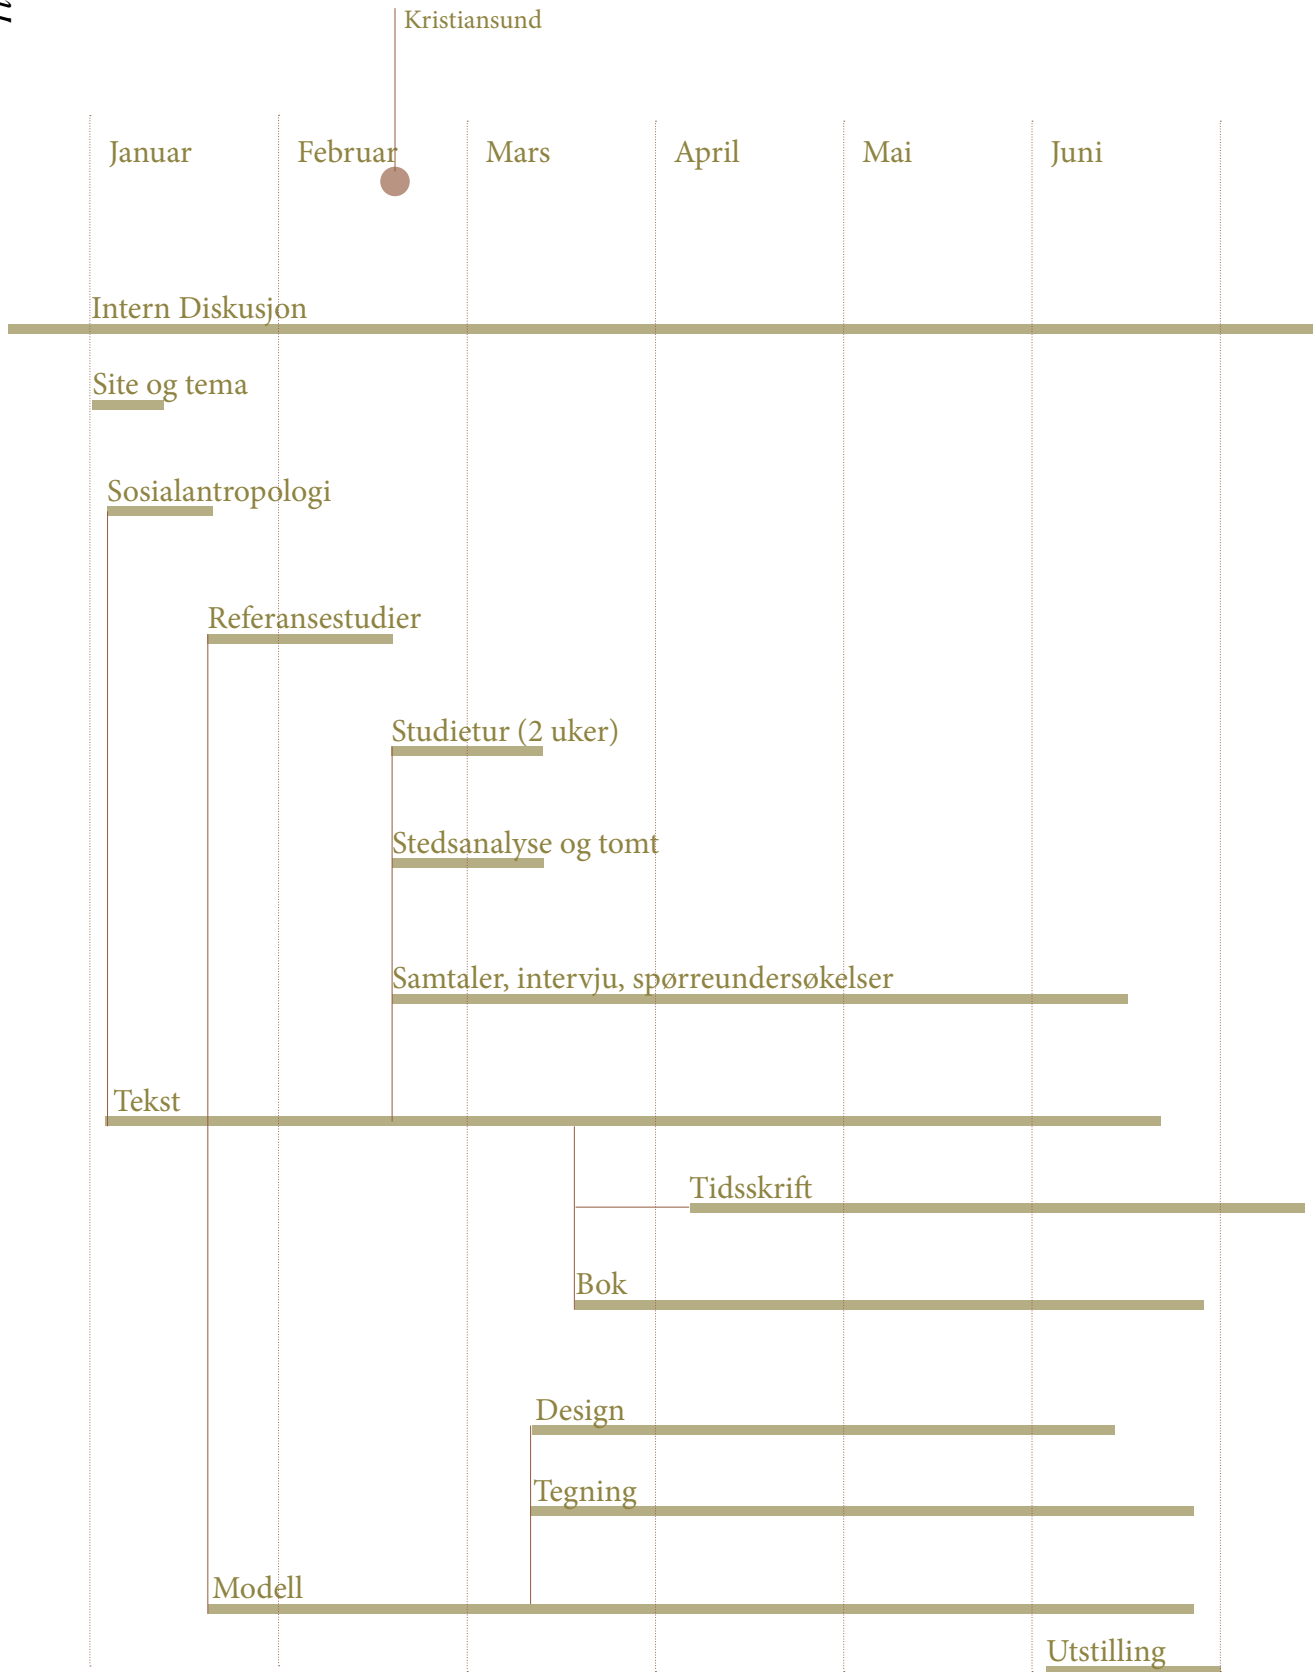 Kristiansund
Januar
Februar
Mars
April
Mai
Juni
Intern Diskusjon
Site og tema
Sosialantropologi
Referansestudier
Studietur (2 uker)
Stedsanalyse og tomt
Samtaler, intervju, spørreundersøkelser
Tekst
Tidsskrift
Bok
Design
Tegning
Modell
Utstilling